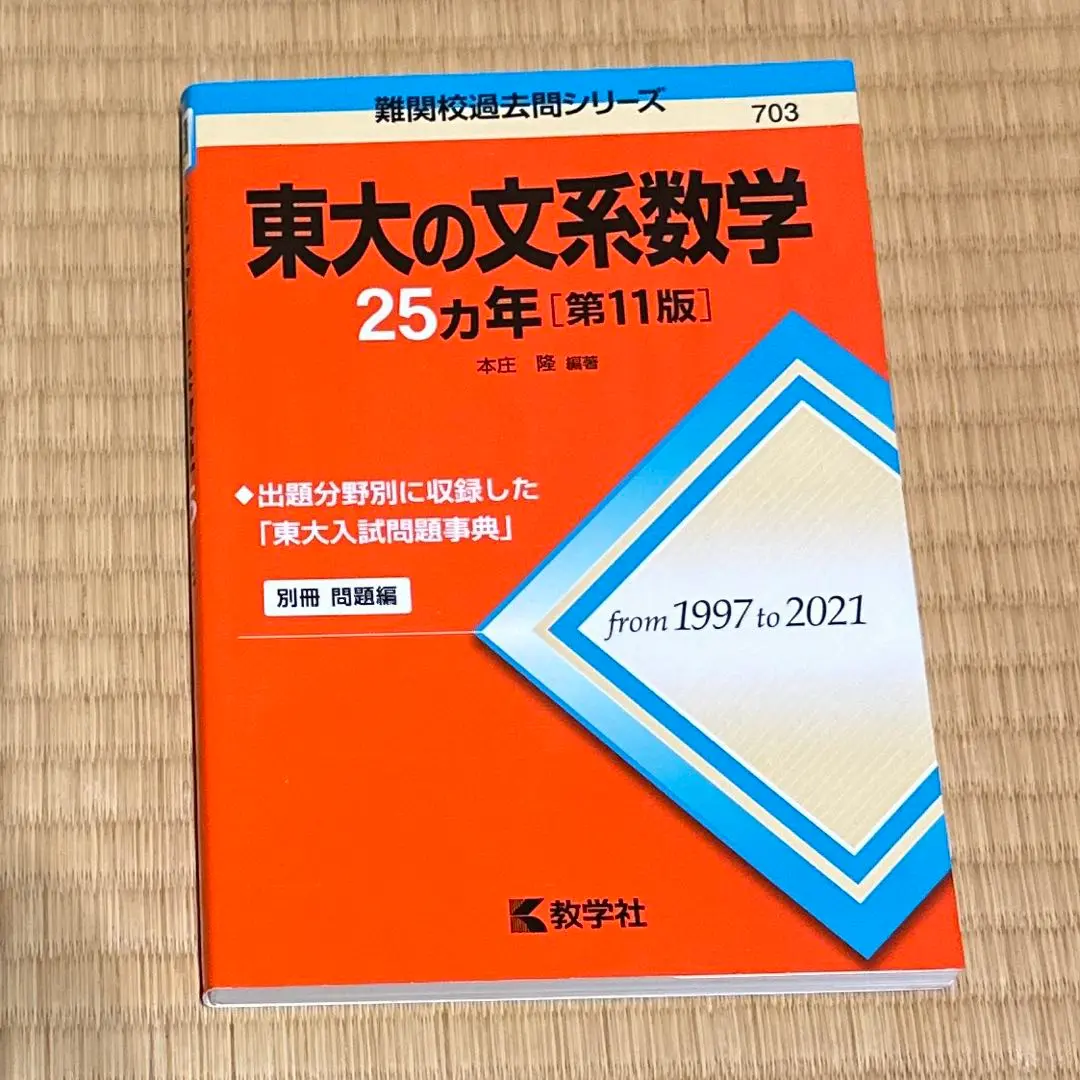 難関校過去問シリーズ
703
東大の文系数学
25カ年［第11版］
本庄 隆 編著
◆出題分野別に収録した
「東大入試問題事典」
別冊 問題編
from 1997 to 2021
教学社